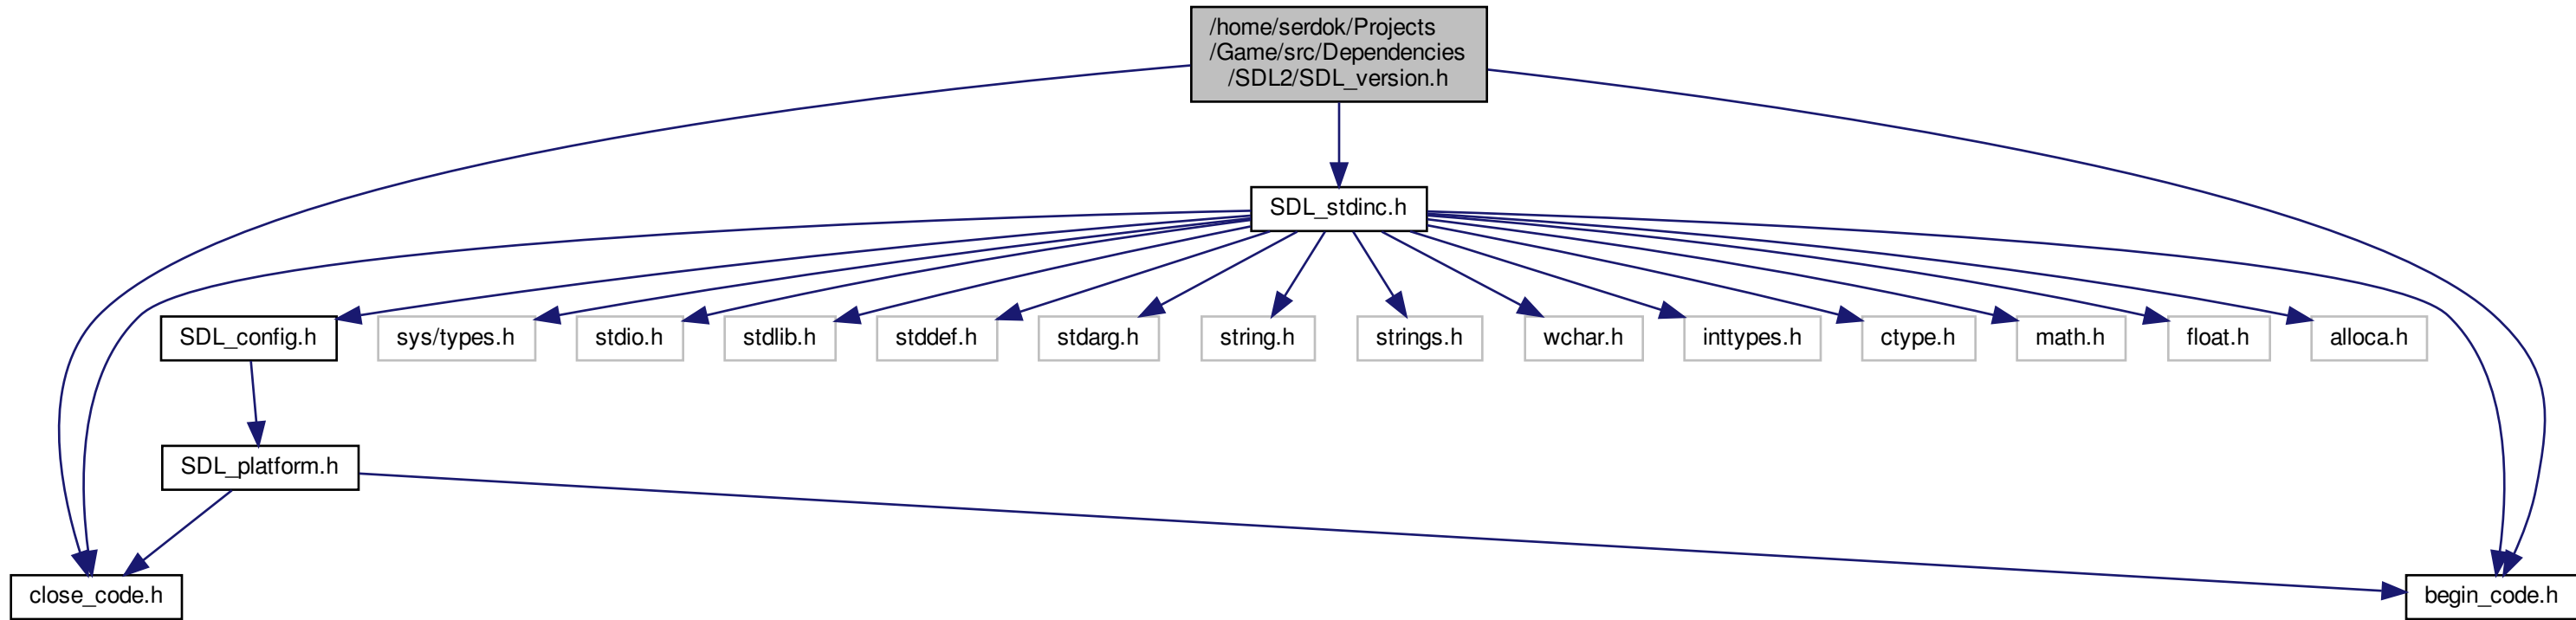 /home/serdok/Projects
/Game/src/Dependencies
/SDL2/SDL_version.h
SDL_stdinc.h
SDL_config.h
sys/types.h
stdio.h
stdlib.h
stddef.h
stdarg.h
string.h
strings.h
wchar.h
inttypes.h
ctype.h
math.h
float.h
alloca.h
SDL_platform.h
close_code.h
begin_code.h